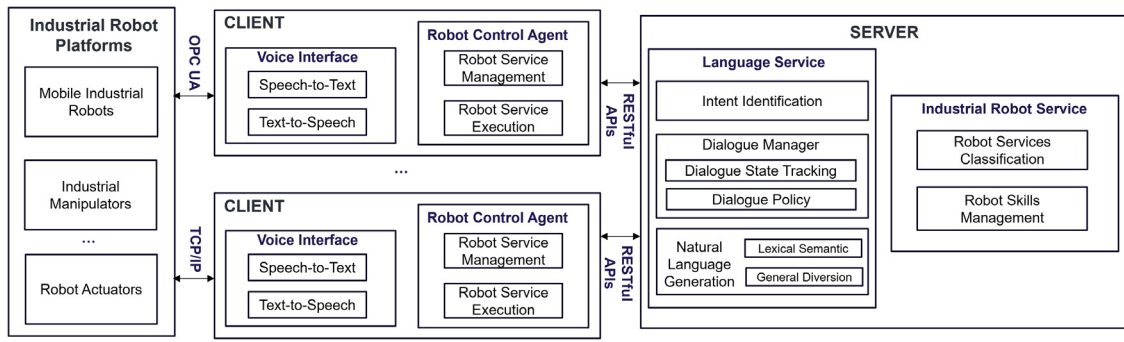 Industrial Robot
Platforms
Mobile Industrial
Robots
Industrial
Manipulators
...
Robot Actuators
OPC UA
TCP/IP
CLIENT
Voice Interface
Speech-to-Text
Text-to-Speech
Robot Control Agent
Robot Service
Management
Robot Service
Execution
...
CLIENT
Voice Interface
Speech-to-Text
Text-to-Speech
Robot Control Agent
Robot Service
Management
Robot Service
Execution
RESTful
APIs
RESTful
APIs
SERVER
Language Service
Intent Identification
Dialogue Manager
Dialogue State Tracking
Dialogue Policy
Natural
Language
Generation
Lexical Semantic
General Diversion
Industrial Robot Service
Robot Services
Classification
Robot Skills
Management